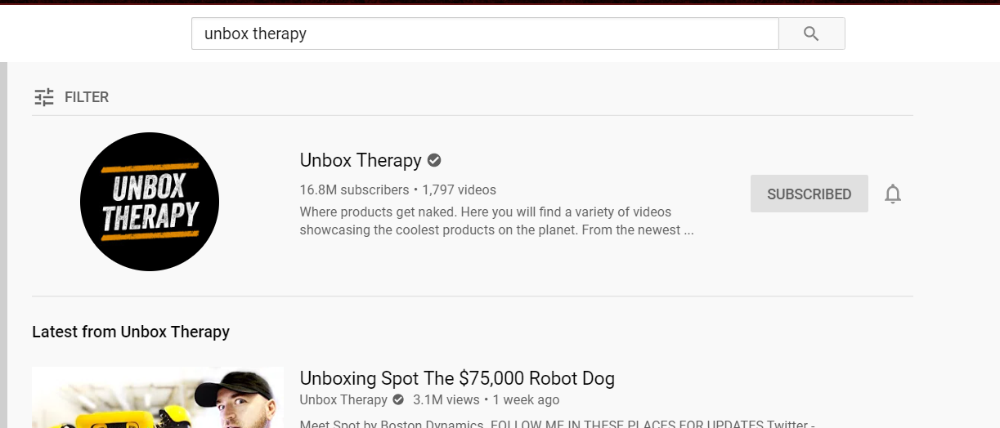 unbox therapy
FILTER
UNBOX
THERAPY
Unbox Therapy
16.8M subscribers • 1,797 videos
Where products get naked. Here you will find a variety of videos
showcasing the coolest products on the planet. From the newest ...
SUBSCRIBED
Latest from Unbox Therapy
Unboxing Spot The $75,000 Robot Dog
Unbox Therapy 3.1M views • 1 week ago
Meet Spot by Boston Dynamics. FOLLOW ME IN THESE PLACES FOR UPDATES Twitter -